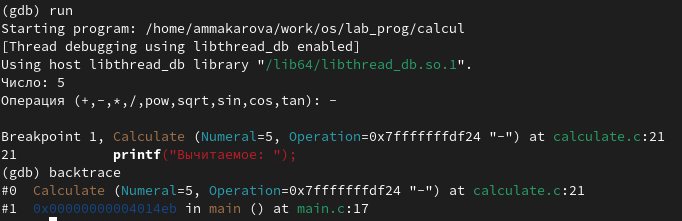 (gdb) run
Starting program: /home/ammakarova/work/os/lab_prog/calcul
[Thread debugging using libthread_db enabled]
Using host libthread_db library "/lib64/libthread_db.so.1".
Число: 5
Операция (+,-,*,/,pow,sqrt,sin,cos,tan): -
Breakpoint 1, Calculate (Numeral=5, Operation=0x7fffffffdf24 "-") at calculate.c:21
21 printf("Вычитаемое: ");
(gdb) backtrace
#0 Calculate (Numeral=5, Operation=0x7fffffffdf24 "-") at calculate.c:21
#1 0x00000000004014eb in main () at main.c:17